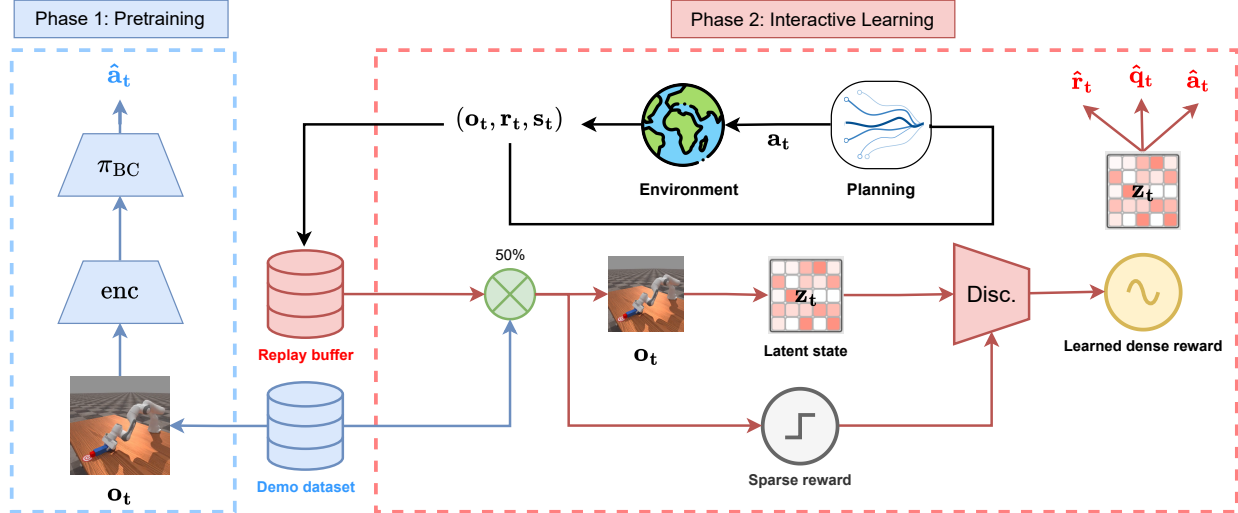 Phase 1: Pretraining
Phase 2: Interactive Learning
â_t
π_BC
enc
o_t
(o_t, r_t, s_t)
a_t
Environment
Planning
r̂_t
q̂_t
â_t
z_t
50%
Replay buffer
Demo dataset
o_t
z_t
Latent state
Disc.
Learned dense reward
Sparse reward